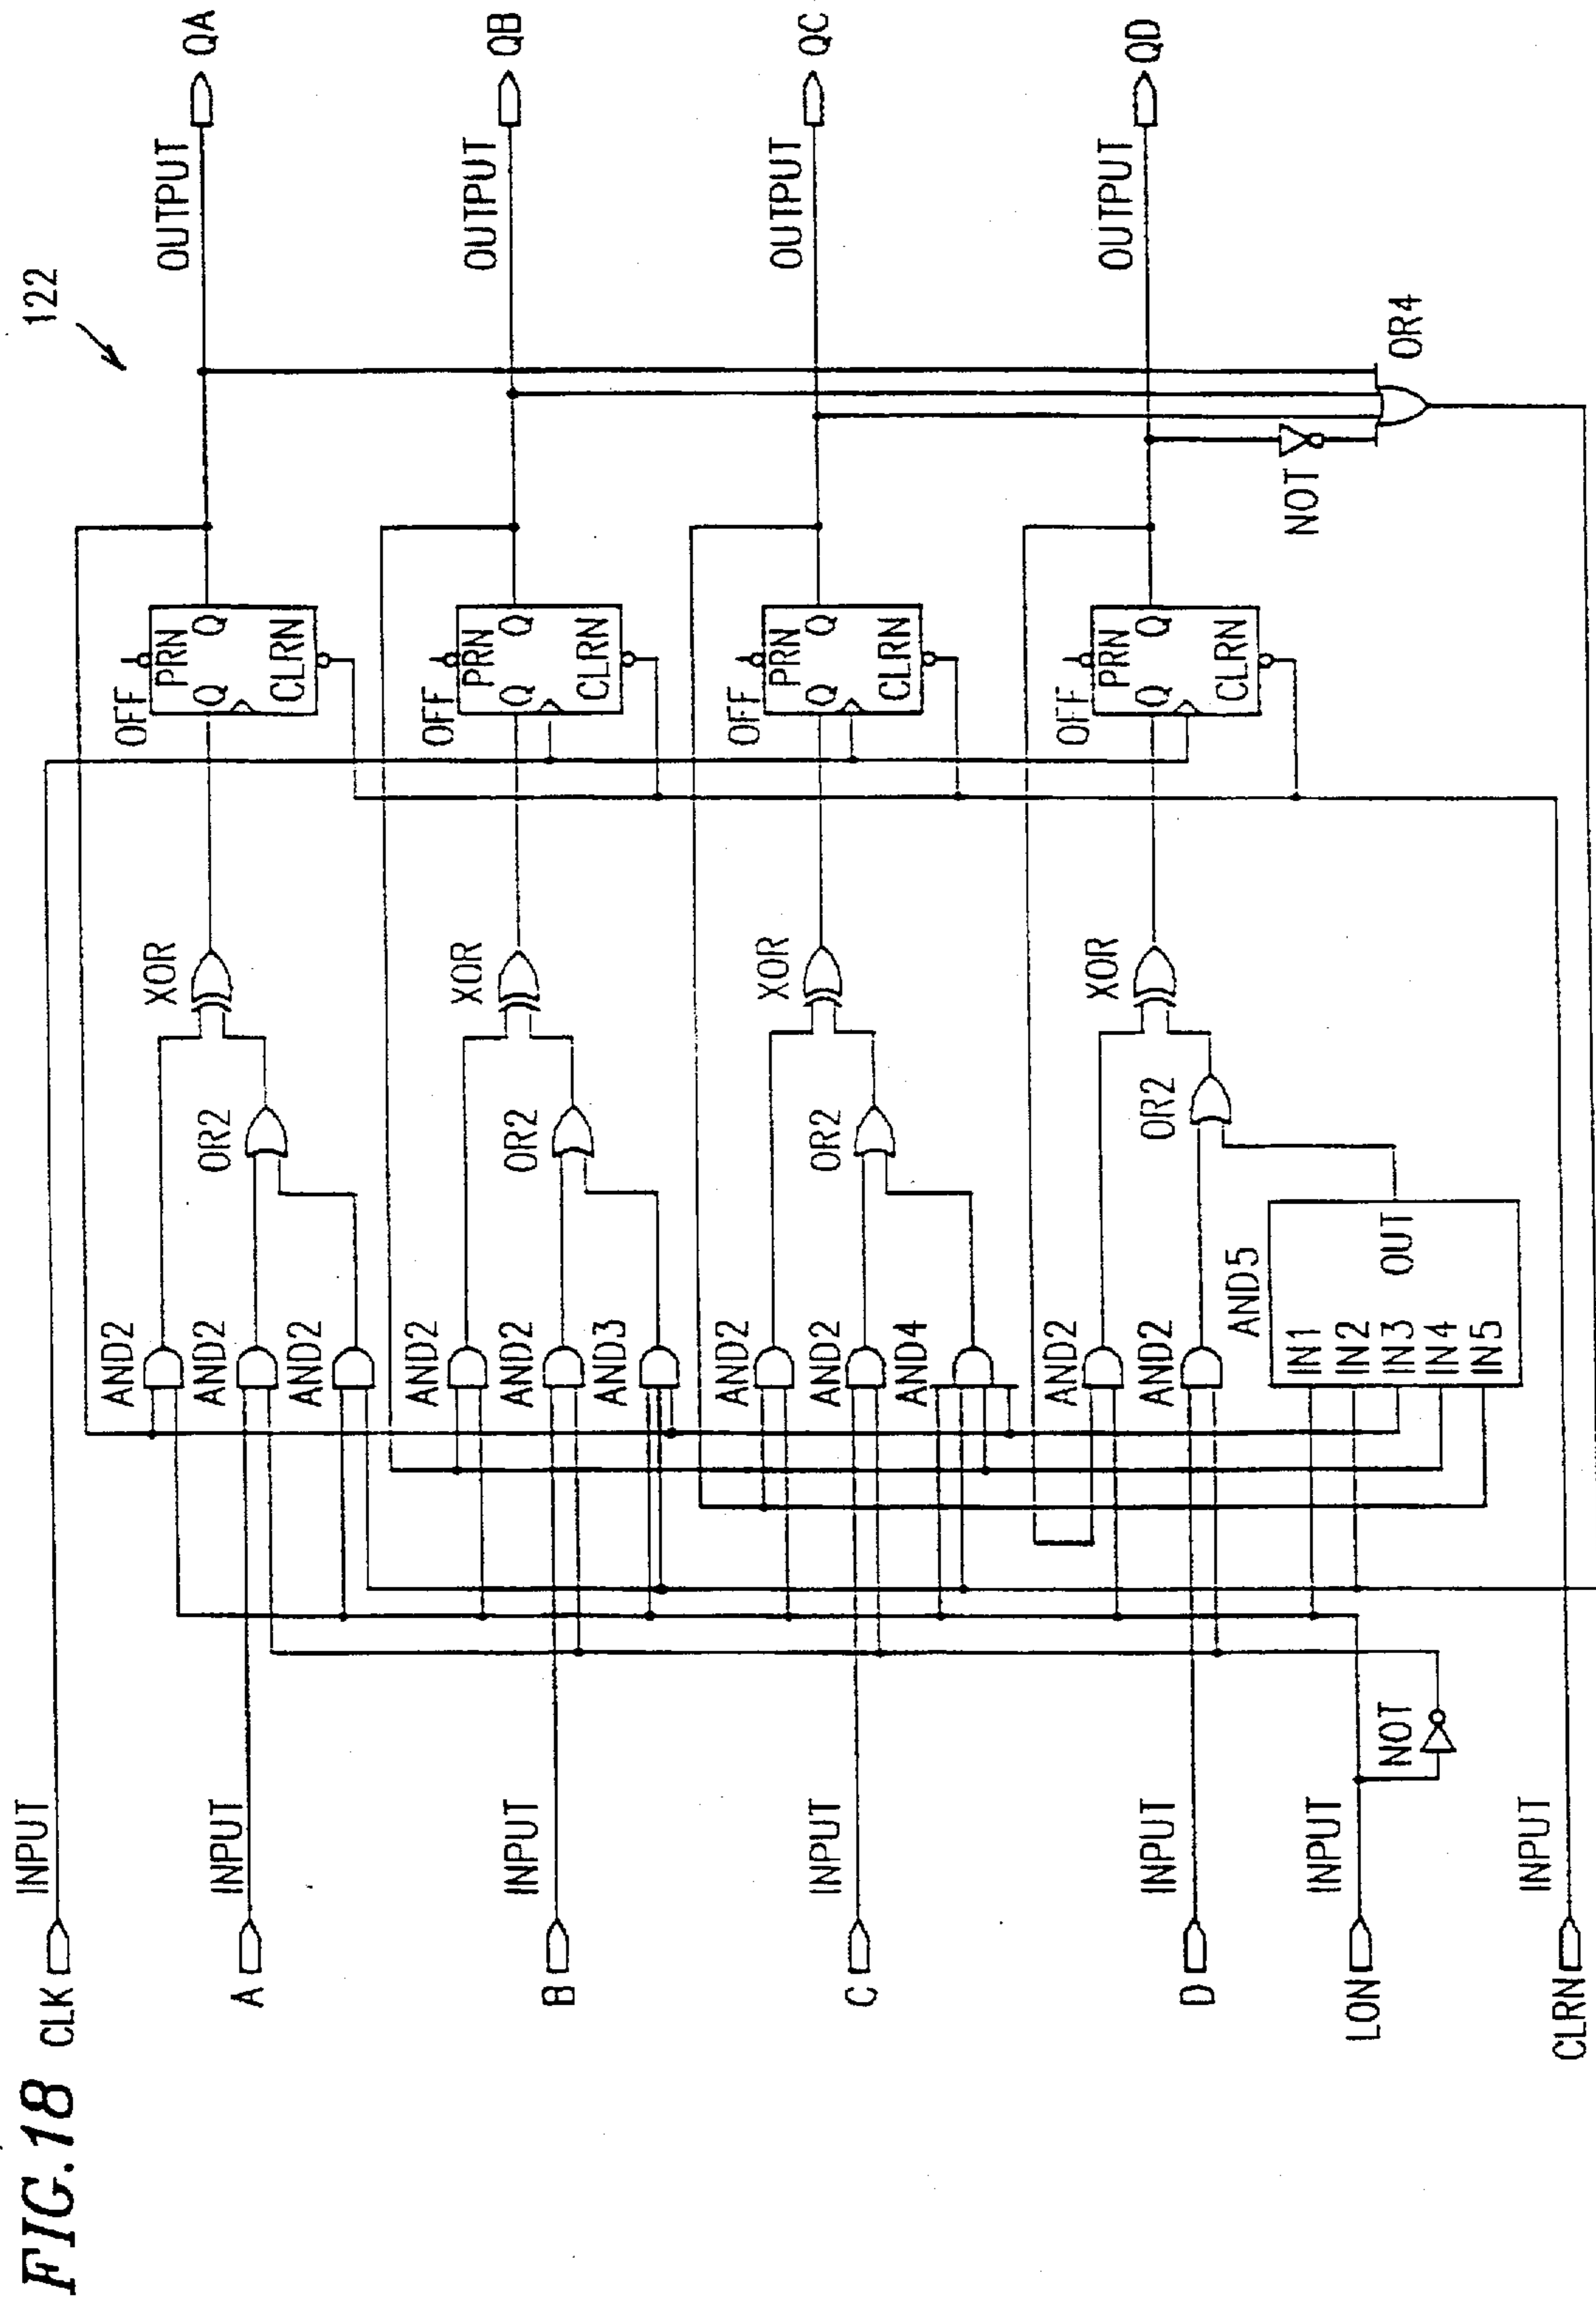 FIG.18
122
CLK INPUT
A INPUT
B INPUT
C INPUT
D INPUT
LON INPUT
CLRN INPUT
NOT
AND2
AND2
AND2
AND2
AND2
AND3
AND2
AND2
AND4
AND2
AND2
AND5
IN1
IN2
IN3
IN4
IN5
OUT
OR2
OR2
OR2
OR2
XOR
XOR
XOR
XOR
OFF
PRN
Q Q
CLRN
OFF
PRN
Q Q
CLRN
OFF
PRN
Q Q
CLRN
OFF
PRN
Q Q
CLRN
NOT
OR4
OUTPUT QA
OUTPUT QB
OUTPUT QC
OUTPUT QD